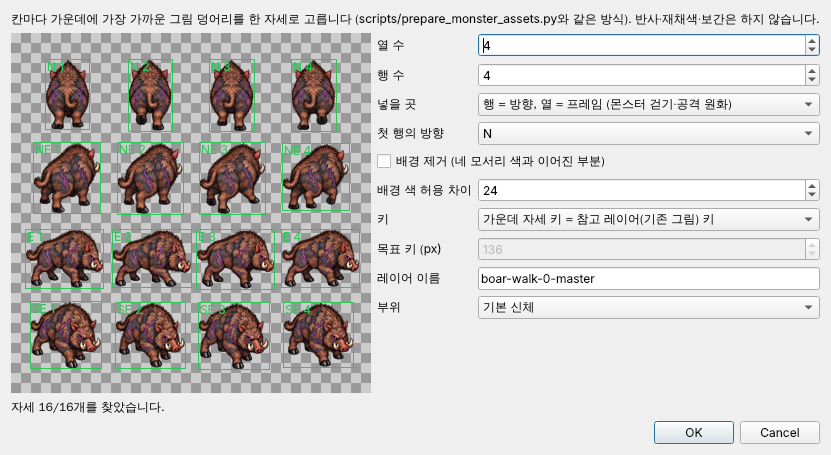 칸마다 가운데에 가장 가까운 그림 덩어리를 한 자세로 고릅니다 (scripts/prepare_monster_assets.py와 같은 방식). 반사·재채색·보간은 하지 않습니다.
N 1 N 2 N 3 N 4
NE NE 2 NE 3 NE 4
E 1 E 2 E 3 E 4
SE 1 SE 2 SE 3 SE 4
자세 16/16개를 찾았습니다.
열 수 4
행 수 4
넣을 곳 행 = 방향, 열 = 프레임 (몬스터 걷기·공격 원화)
첫 행의 방향 N
배경 제거 (네 모서리 색과 이어진 부분)
배경 색 허용 차이 24
키 가운데 자세 키 = 참고 레이어(기존 그림) 키
목표 키 (px) 136
레이어 이름 boar-walk-0-master
부위 기본 신체
OK Cancel